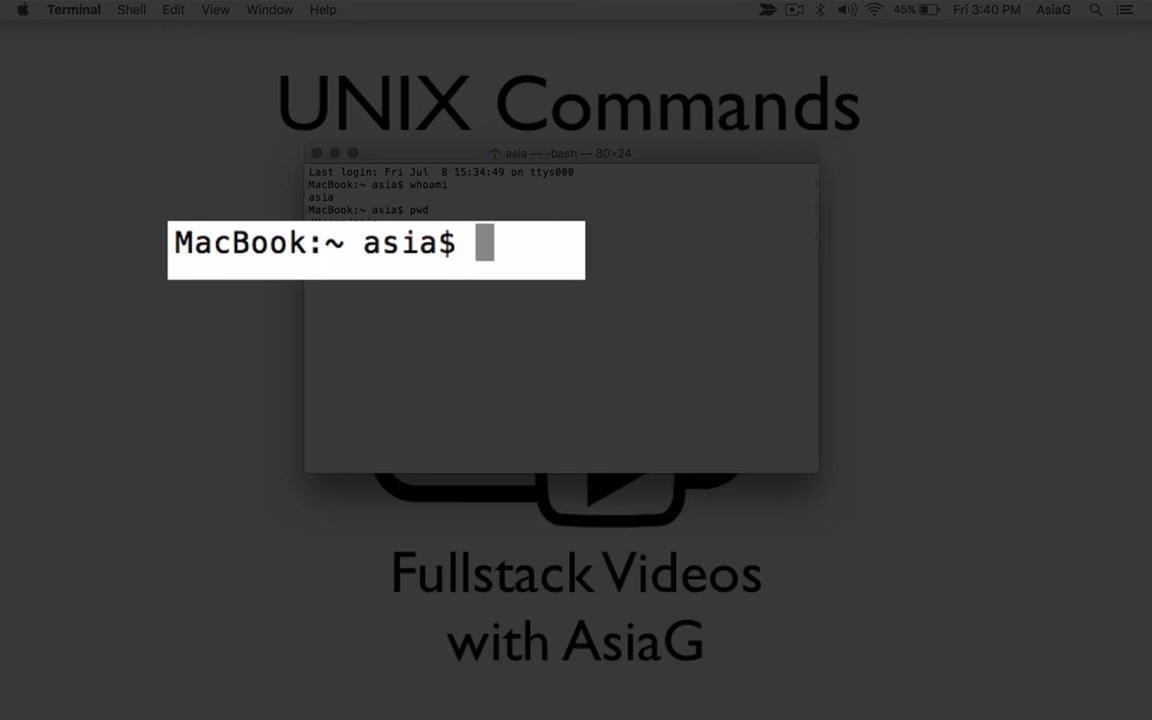 Terminal Shell Edit View Window Help 45% Fri 3:40 PM AsiaG
UNIX Commands
asia — -bash — 80×24
Last login: Fri Jul  8 15:34:49 on ttys000
MacBook:~ asia$ whoami
asia
MacBook:~ asia$ pwd
MacBook:~ asia$
Fullstack Videos
with AsiaG